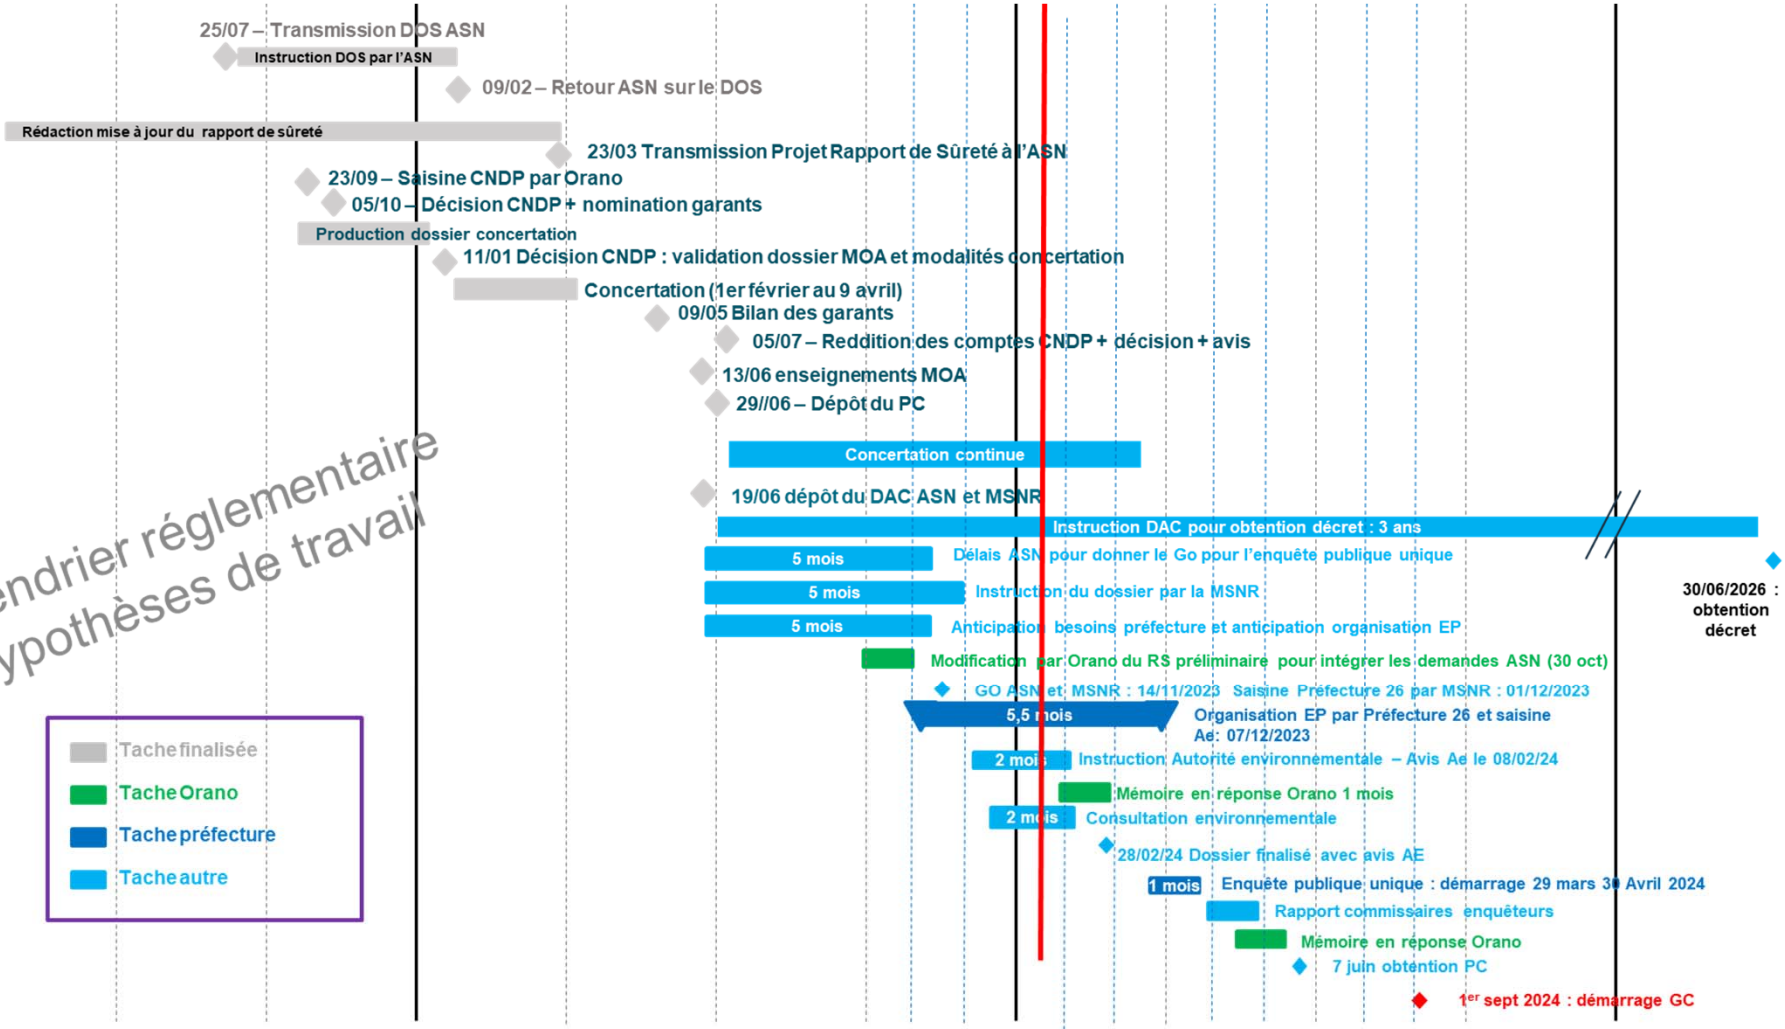 25/07 – Transmission DOS ASN
Instruction DOS par l'ASN
09/02 – Retour ASN sur le DOS
Rédaction mise à jour du rapport de sûreté
23/03 Transmission Projet Rapport de Sûreté à l'ASN
23/09 – Saisine CNDP par Orano
05/10 – Décision CNDP + nomination garants
Production dossier concertation
11/01 Décision CNDP : validation dossier MOA et modalités concertation
Concertation (1er février au 9 avril)
09/05 Bilan des garants
05/07 – Reddition des comptes CNDP + décision + avis
13/06 enseignements MOA
29//06 – Dépôt du PC
Concertation continue
19/06 dépôt du DAC ASN et MSNR
Instruction DAC pour obtention décret : 3 ans
5 mois Délais ASN pour donner le Go pour l'enquête publique unique
5 mois Instruction du dossier par la MSNR
30/06/2026 :
obtention
décret
5 mois Anticipation besoins préfecture et anticipation organisation EP
endrier réglementaire
ypothèses de travail
Modification par Orano du RS préliminaire pour intégrer les demandes ASN (30 oct)
GO ASN et MSNR : 14/11/2023 Saisine Préfecture 26 par MSNR : 01/12/2023
5,5 mois Organisation EP par Préfecture 26 et saisine
Ae: 07/12/2023
2 mois Instruction Autorité environnementale – Avis Ae le 08/02/24
Mémoire en réponse Orano 1 mois
2 mois Consultation environnementale
28/02/24 Dossier finalisé avec avis AE
1 mois Enquête publique unique : démarrage 29 mars 30 Avril 2024
Rapport commissaires enquêteurs
Mémoire en réponse Orano
7 juin obtention PC
1er sept 2024 : démarrage GC
Tache finalisée
Tache Orano
Tache préfecture
Tache autre